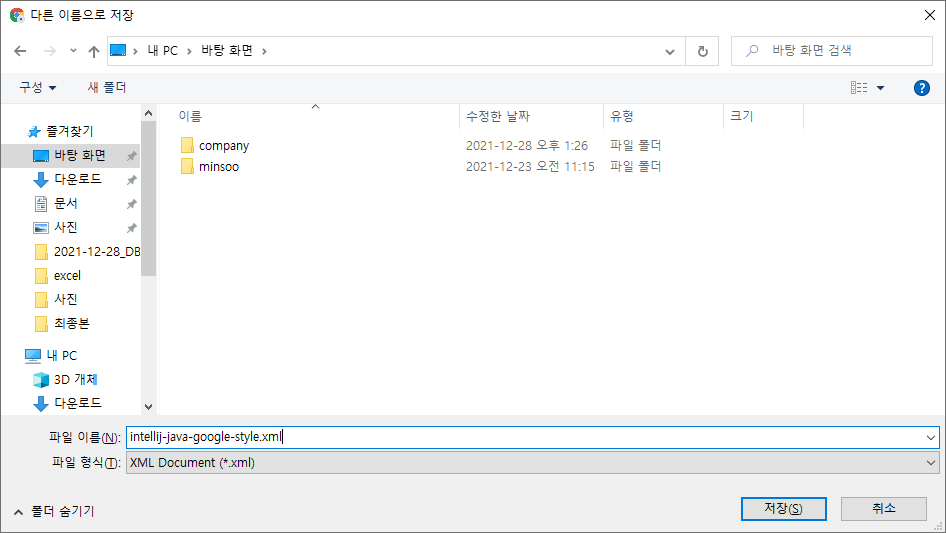 다른 이름으로 저장
내 PC > 바탕 화면 >
바탕 화면 검색
구성 새 폴더
이름 수정한 날짜 유형 크기
company 2021-12-28 오후 1:26 파일 폴더
minsoo 2021-12-23 오전 11:15 파일 폴더
즐겨찾기
바탕 화면
다운로드
문서
사진
2021-12-28_DB
excel
사진
최종본
내 PC
3D 개체
다운로드
파일 이름(N): intellij-java-google-style.xml
파일 형식(T): XML Document (*.xml)
폴더 숨기기
저장(S) 취소